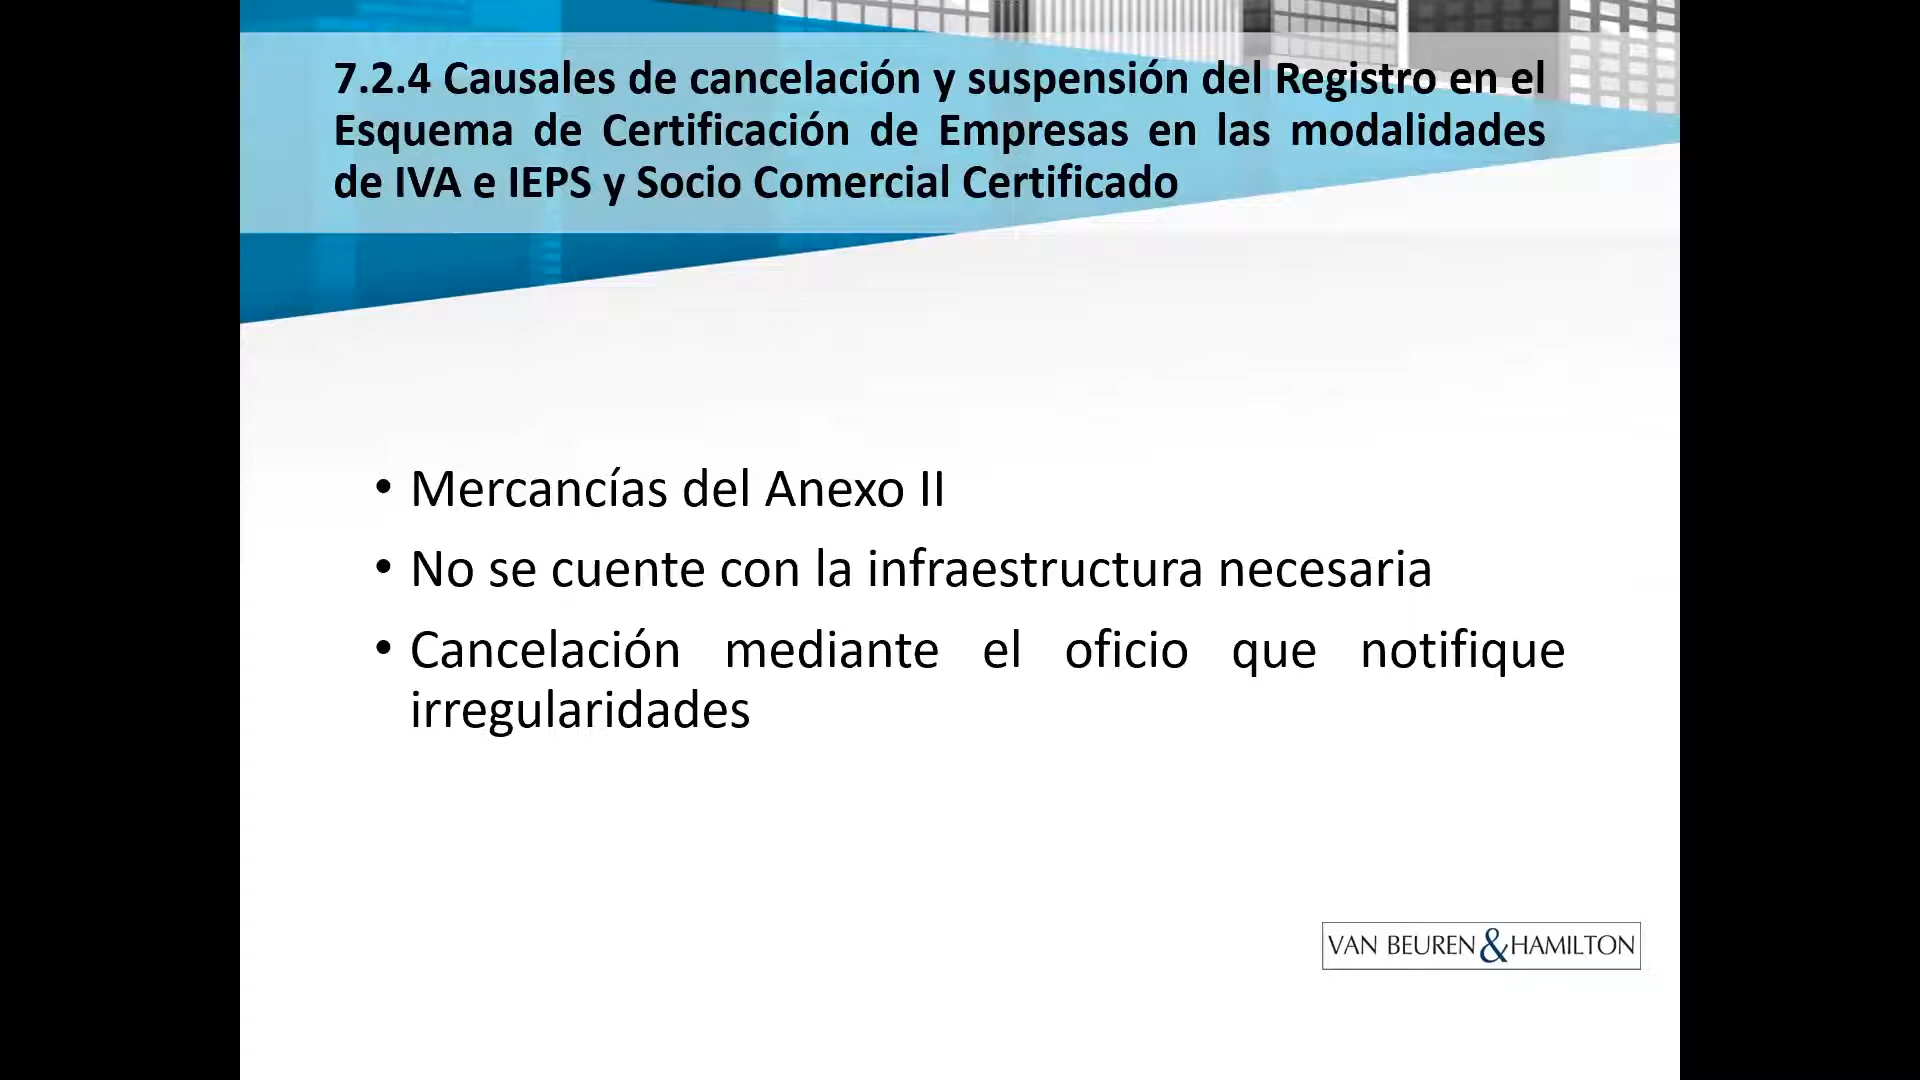 7.2.4 Causales de cancelación y suspensión del Registro en el
Esquema de Certificación de Empresas en las modalidades
de IVA e IEPS y Socio Comercial Certificado
• Mercancías del Anexo II
• No se cuente con la infraestructura necesaria
• Cancelación mediante el oficio que notifique
irregularidades
VAN BEUREN & HAMILTON